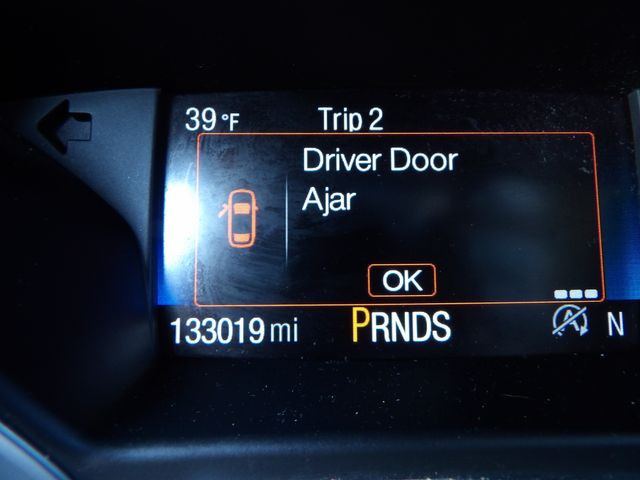 39 °F Trip 2
Driver Door
Ajar
OK
133019 mi PRNDS A N